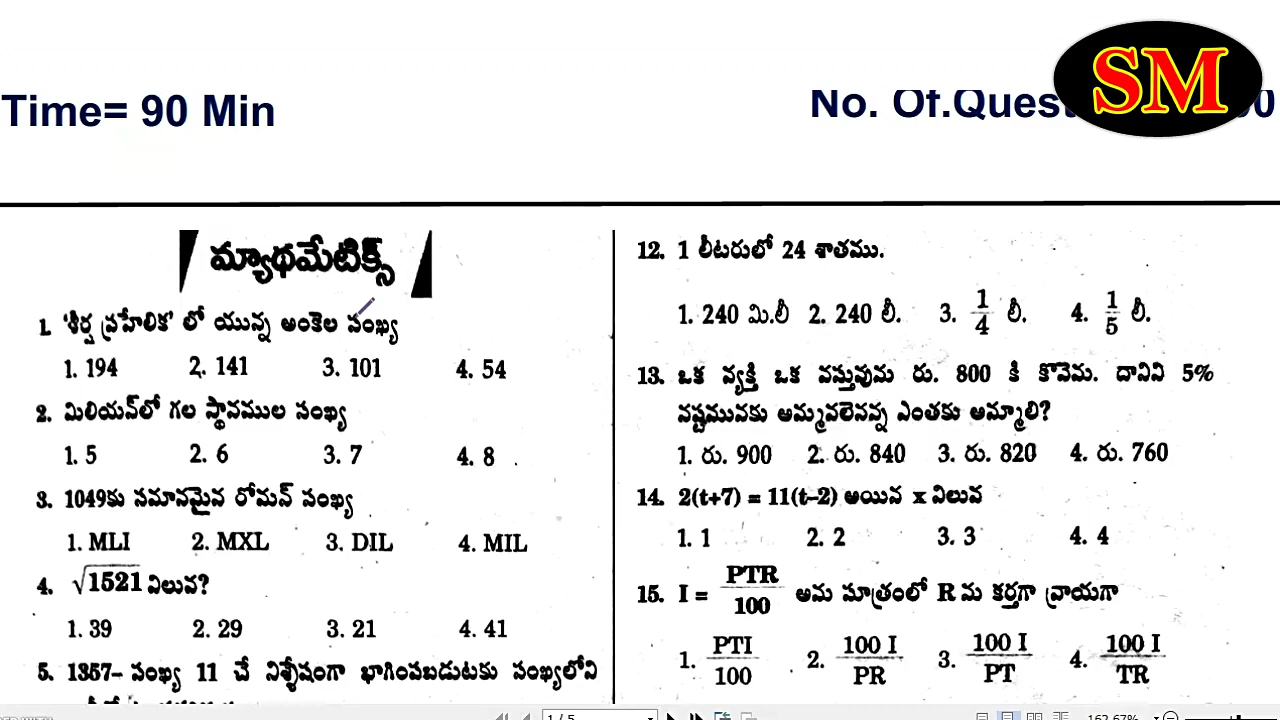 SM
Time= 90 Min
No. Of.Quest
మ్యాథమేటిక్స్
1. 'శీర్ష ప్రహేలిక' లో యున్న అంకెల సంఖ్య
1. 194 2. 141 3. 101 4. 54
2. మిలియన్‌లో గల స్థానముల సంఖ్య
1. 5 2. 6 3. 7 4. 8
3. 1049కు సమానమైన రోమన్ సంఖ్య
1. MLI 2. MXL 3. DIL 4. MIL
4. √1521 విలువ?
1. 39 2. 29 3. 21 4. 41
5. 1357– సంఖ్య 11 చే నిశ్శేషంగా భాగింపబడుటకు సంఖ్యలోని
12. 1 లీటరులో 24 శాతము.
1. 240 మి.లీ 2. 240 లీ. 3. 1/4 లీ. 4. 1/5 లీ.
13. ఒక వ్యక్తి ఒక వస్తువును రు. 800 కి కొనెను. దానిని 5%
నష్టమునకు అమ్మవలెనన్న ఎంతకు అమ్మాలి?
1. రు. 900 2. రు. 840 3. రు. 820 4. రు. 760
14. 2(t+7) = 11(t–2) అయిన x విలువ
1. 1 2. 2 3. 3 4. 4
15. I = PTR/100 అను సూత్రంలో R ను కర్తగా వ్రాయగా
1. PTI/100 2. 100 I/PR 3. 100 I/PT 4. 100 I/TR
1 / 5 162.67%